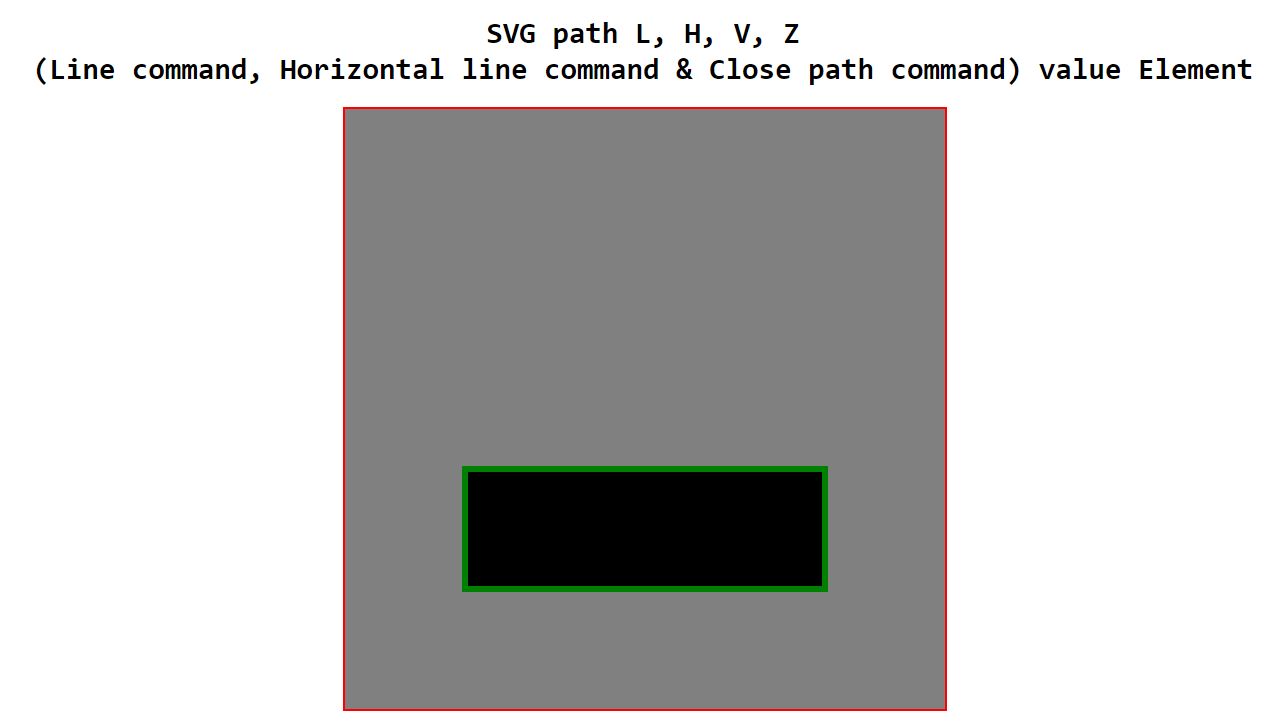 SVG path L, H, V, Z
(Line command, Horizontal line command & Close path command) value Element